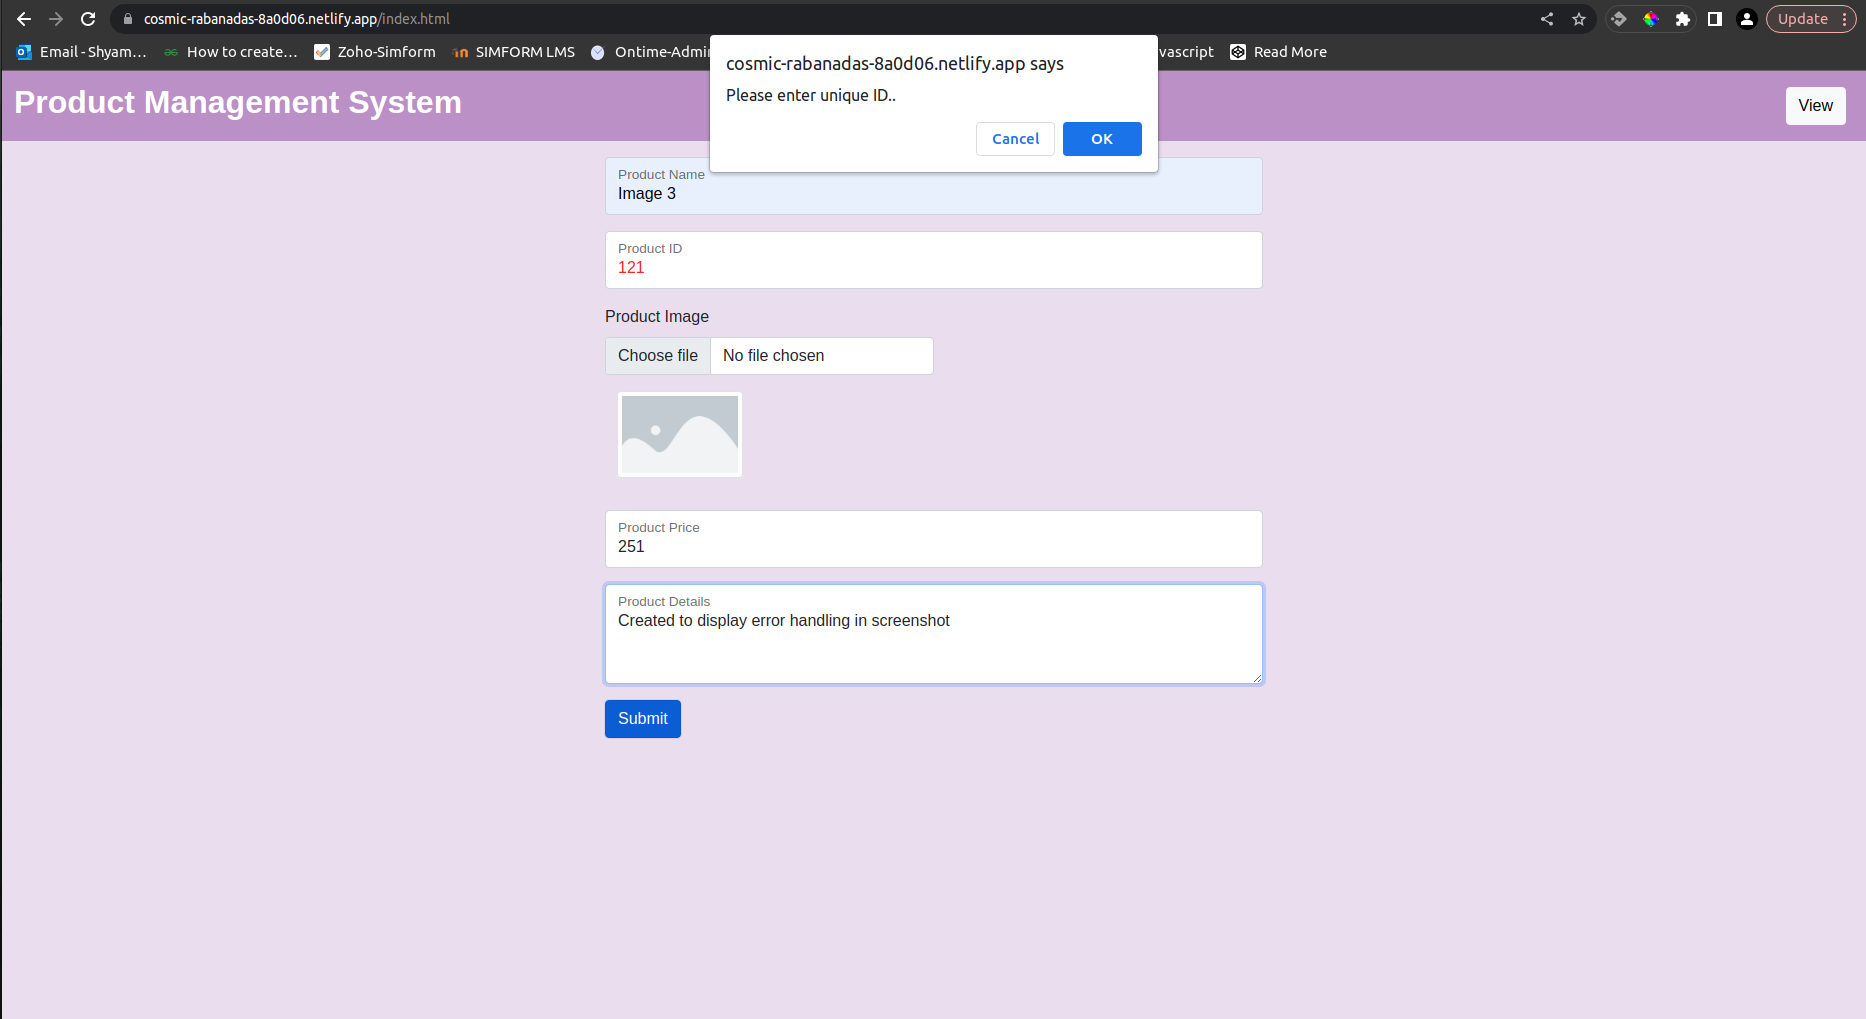 cosmic-rabanadas-8a0d06.netlify.app/index.html
Update
Email - Shyam...
How to create...
Zoho-Simform
SIMFORM LMS
Ontime-Admin
vascript
Read More
cosmic-rabanadas-8a0d06.netlify.app says
Please enter unique ID..
Cancel
OK
Product Management System
View
Product Name
Image 3
Product ID
121
Product Image
Choose file
No file chosen
Product Price
251
Product Details
Created to display error handling in screenshot
Submit